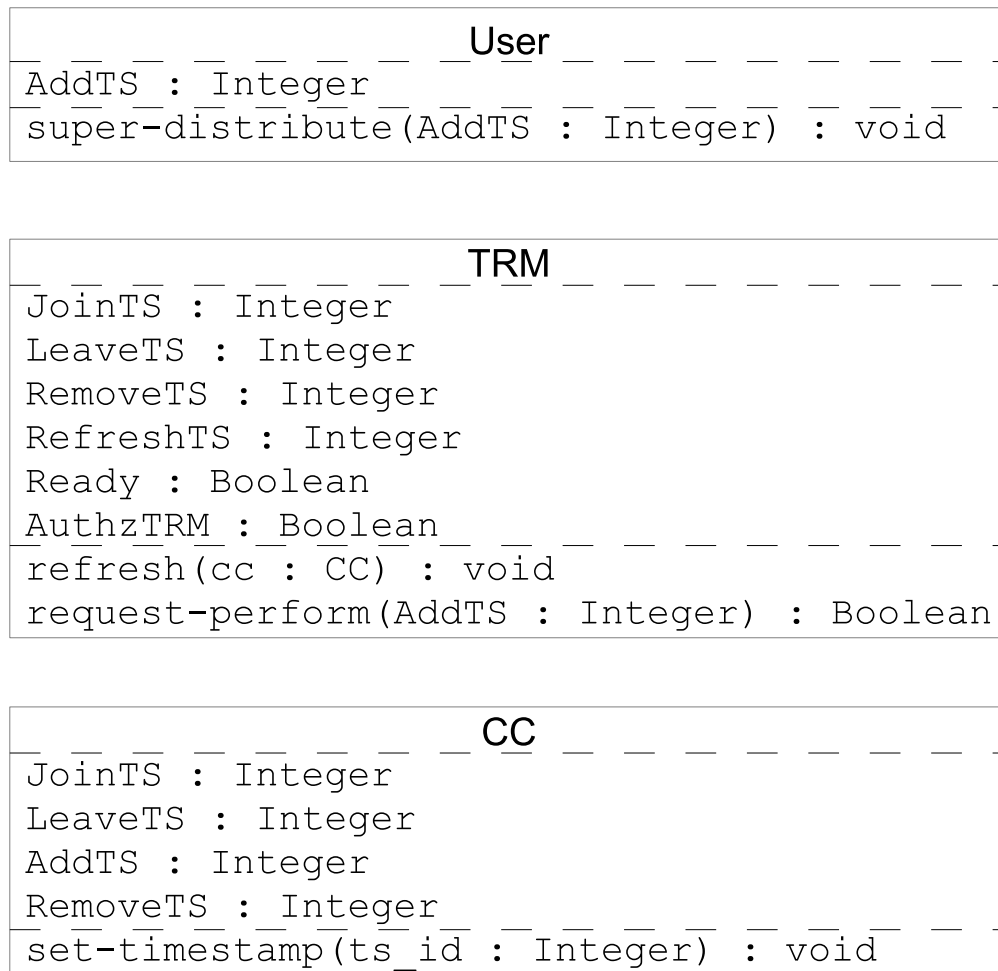 User
AddTS : Integer
super-distribute(AddTS : Integer) : void
TRM
JoinTS : Integer
LeaveTS : Integer
RemoveTS : Integer
RefreshTS : Integer
Ready : Boolean
AuthzTRM : Boolean
refresh(cc : CC) : void
request-perform(AddTS : Integer) : Boolean
CC
JoinTS : Integer
LeaveTS : Integer
AddTS : Integer
RemoveTS : Integer
set-timestamp(ts_id : Integer) : void